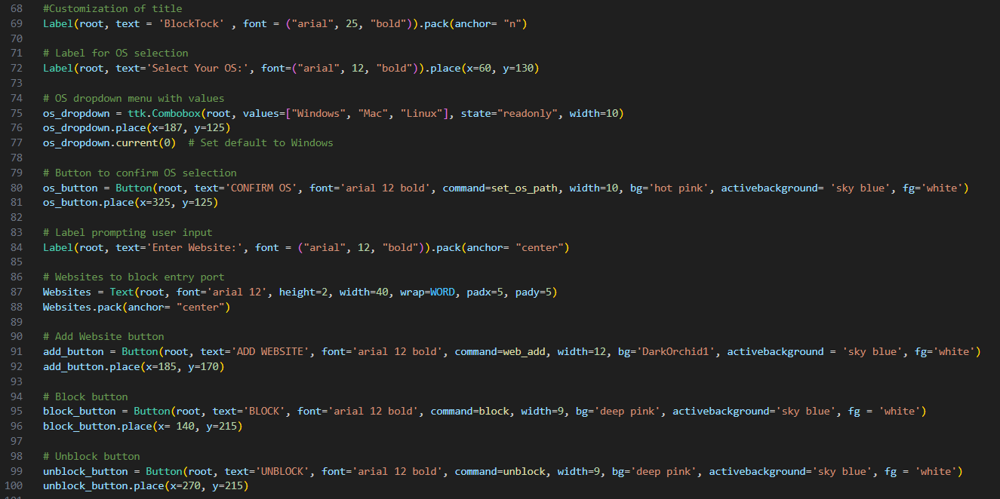 68 #Customization of title
69 Label(root, text = 'BlockTock' , font = ("arial", 25, "bold")).pack(anchor= "n")
70
71 # Label for OS selection
72 Label(root, text='Select Your OS:', font=("arial", 12, "bold")).place(x=60, y=130)
73
74 # OS dropdown menu with values
75 os_dropdown = ttk.Combobox(root, values=["Windows", "Mac", "Linux"], state="readonly", width=10)
76 os_dropdown.place(x=187, y=125)
77 os_dropdown.current(0)  # Set default to Windows
78
79 # Button to confirm OS selection
80 os_button = Button(root, text='CONFIRM OS', font='arial 12 bold', command=set_os_path, width=10, bg='hot pink', activebackground= 'sky blue', fg='white')
81 os_button.place(x=325, y=125)
82
83 # Label prompting user input
84 Label(root, text='Enter Website:', font = ("arial", 12, "bold")).pack(anchor= "center")
85
86 # Websites to block entry port
87 Websites = Text(root, font='arial 12', height=2, width=40, wrap=WORD, padx=5, pady=5)
88 Websites.pack(anchor= "center")
89
90 # Add Website button
91 add_button = Button(root, text='ADD WEBSITE', font='arial 12 bold', command=web_add, width=12, bg='DarkOrchid1', activebackground = 'sky blue', fg='white')
92 add_button.place(x=185, y=170)
93
94 # Block button
95 block_button = Button(root, text='BLOCK', font='arial 12 bold', command=block, width=9, bg='deep pink', activebackground='sky blue', fg = 'white')
96 block_button.place(x= 140, y=215)
97
98 # Unblock button
99 unblock_button = Button(root, text='UNBLOCK', font='arial 12 bold', command=unblock, width=9, bg='deep pink', activebackground='sky blue', fg = 'white')
100 unblock_button.place(x=270, y=215)